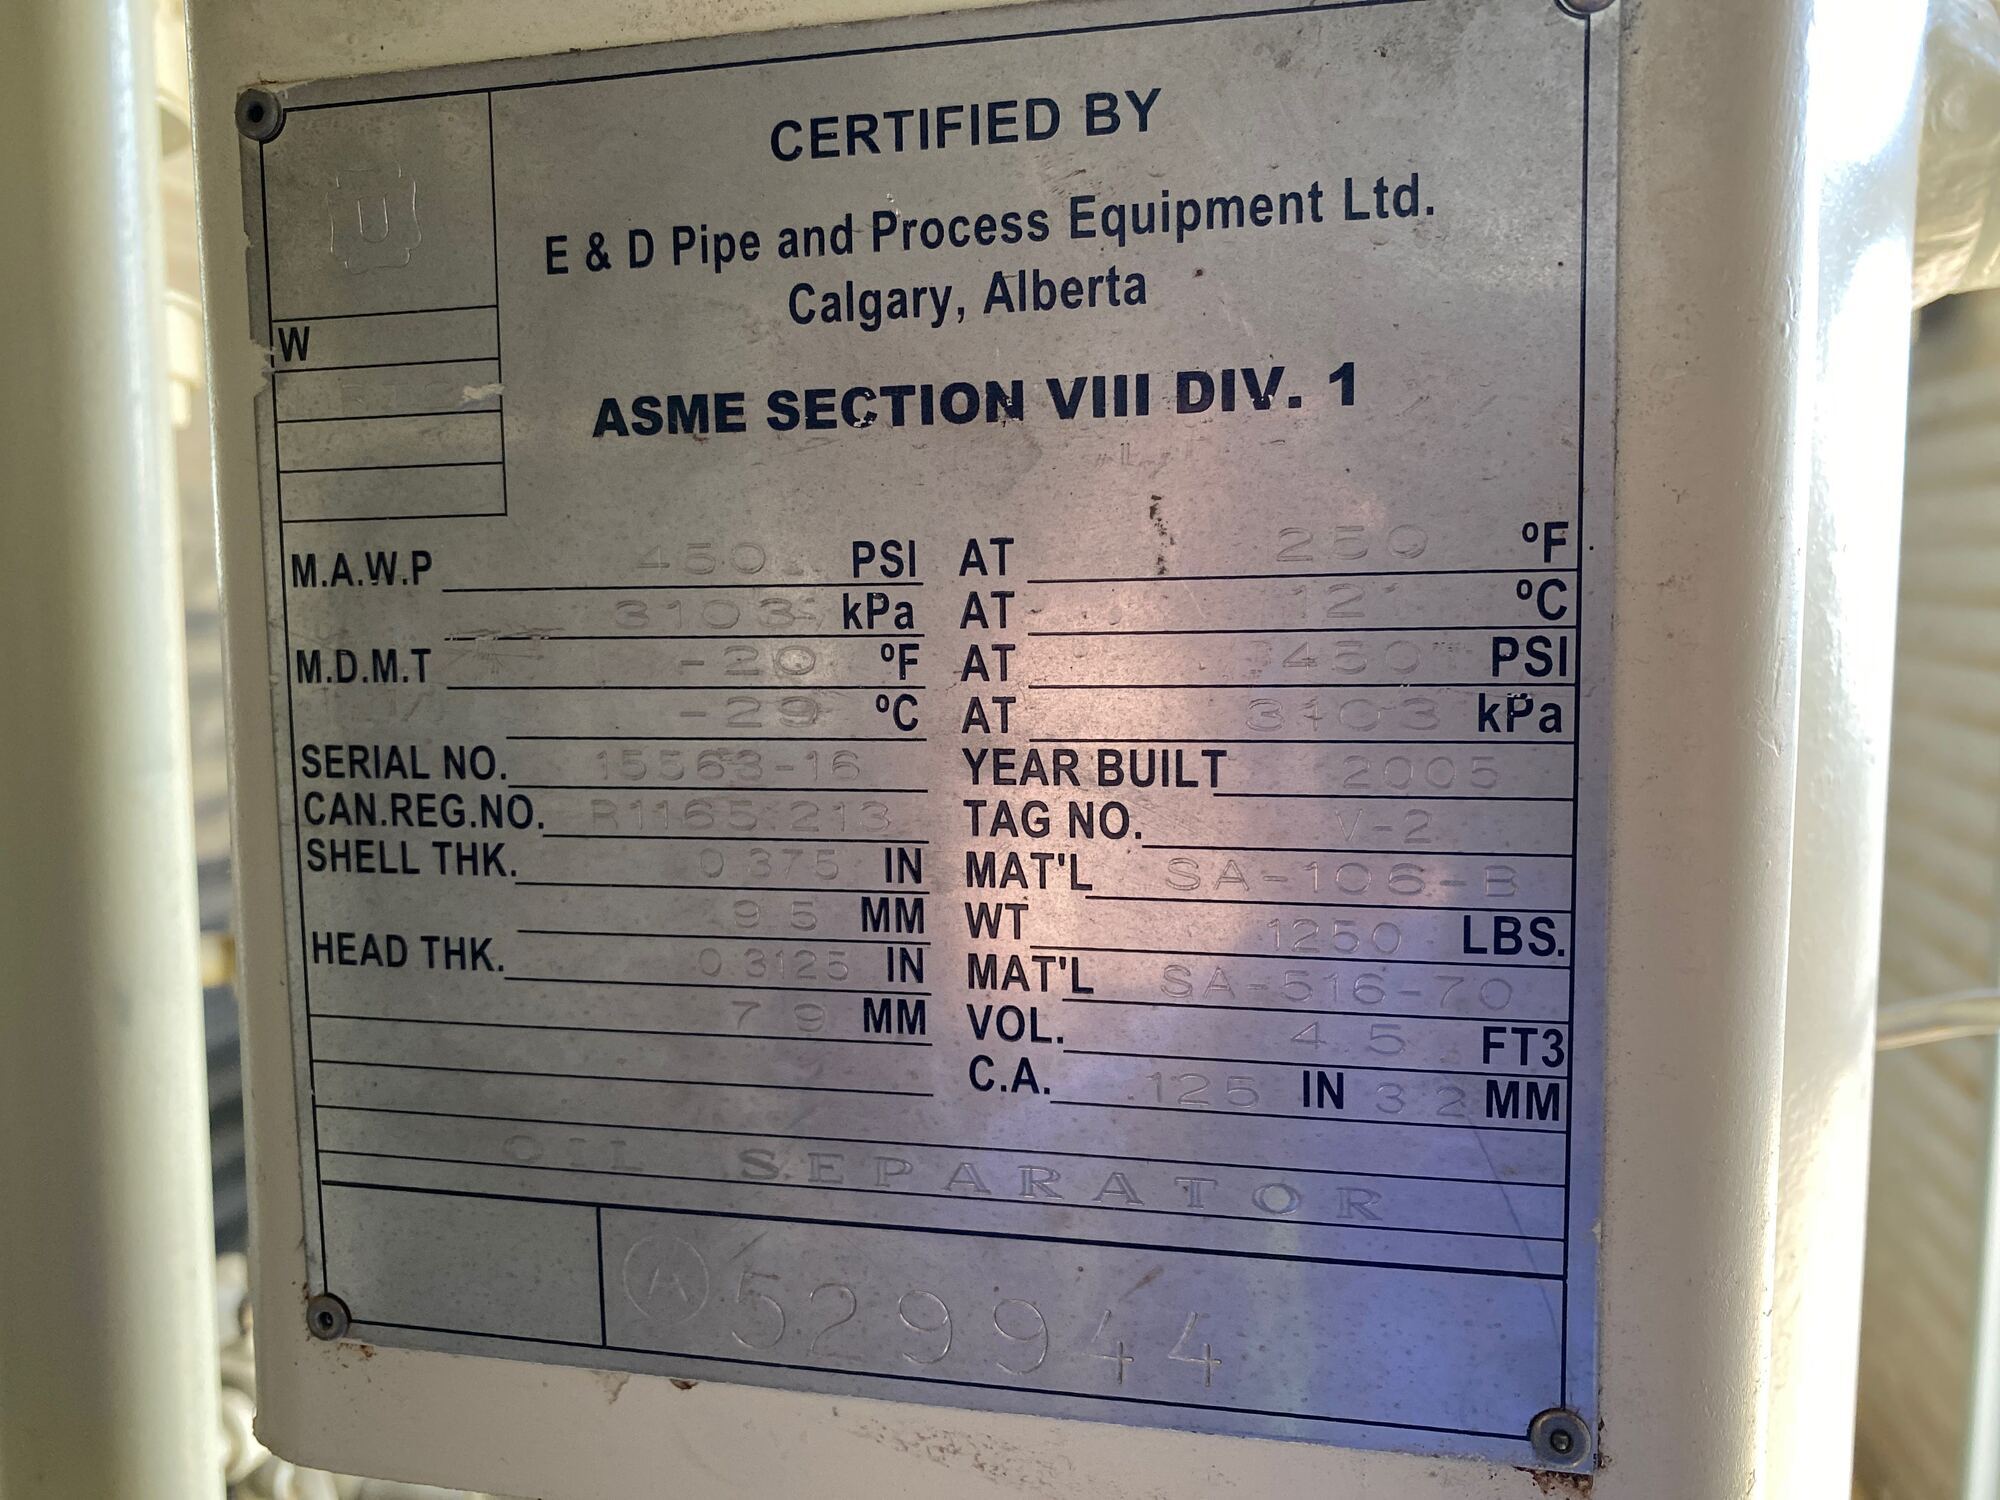 CERTIFIED BY
U
E & D Pipe and Process Equipment Ltd.
Calgary, Alberta
W
ASME SECTION VIII DIV. 1
M.A.W.P 450 PSI AT 250 ºF
3103 kPa AT 121 ºC
M.D.M.T -20 ºF AT 450 PSI
-29 ºC AT 3103 kPa
SERIAL NO. 15563-16 YEAR BUILT 2005
CAN.REG.NO. R1165.213 TAG NO. V-2
SHELL THK. 0.375 IN MAT'L SA-106-B
9.5 MM WT 1250 LBS.
HEAD THK. 0.3125 IN MAT'L SA-516-70
7.9 MM VOL. 4.5 FT3
C.A. .125 IN 3.2 MM
OIL SEPARATOR
A 529944